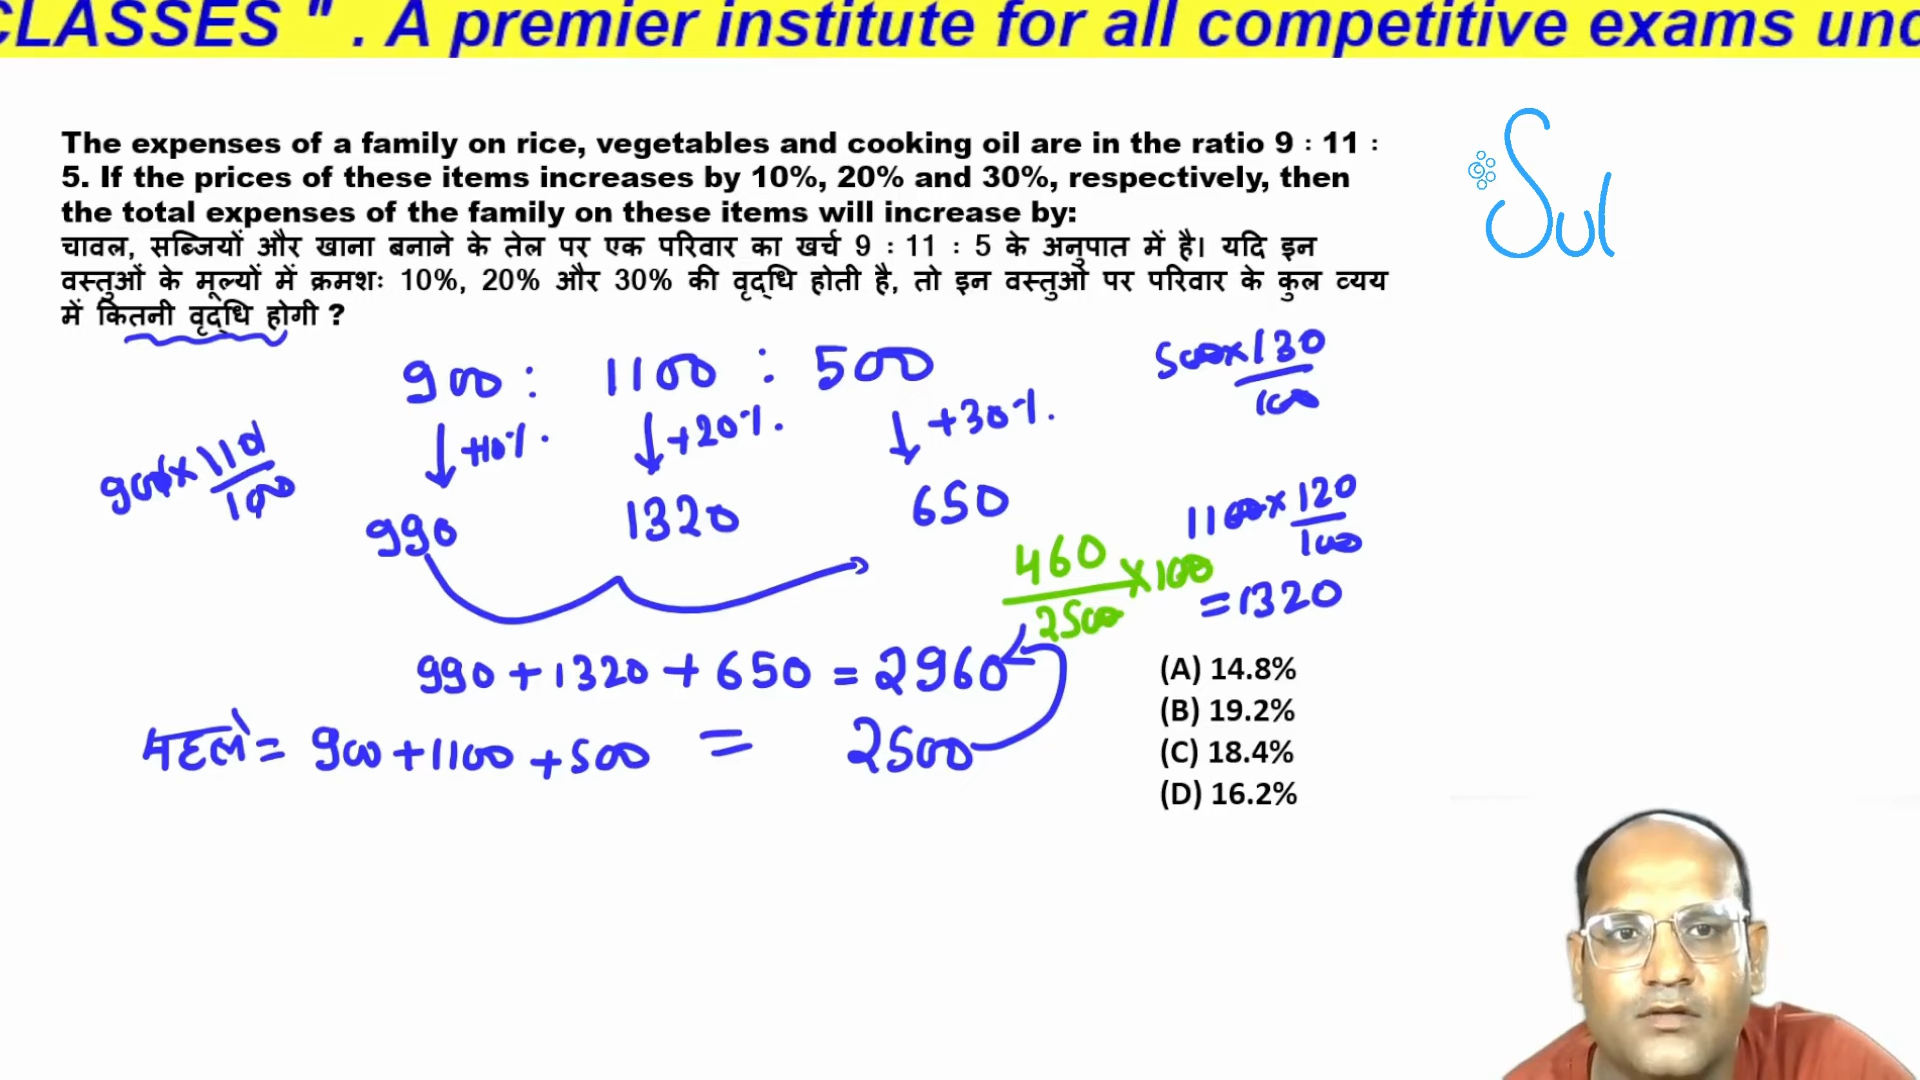 CLASSES " . A premier institute for all competitive exams und
The expenses of a family on rice, vegetables and cooking oil are in the ratio 9 : 11 :
5. If the prices of these items increases by 10%, 20% and 30%, respectively, then
the total expenses of the family on these items will increase by:
चावल, सब्जियों और खाना बनाने के तेल पर एक परिवार का खर्च 9 : 11 : 5 के अनुपात में है। यदि इन
वस्तुओं के मूल्यों में क्रमशः 10%, 20% और 30% की वृद्धि होती है, तो इन वस्तुओं पर परिवार के कुल व्यय
में कितनी वृद्धि होगी ?
Sul
900 : 1100 : 500
500×130/100
+10% +20% +30%
900×110/100
990 1320 650
1100×120/100
=1320
460/2500 ×100
990+1320+650=2960
पहले= 900+1100+500 = 2500
(A) 14.8%
(B) 19.2%
(C) 18.4%
(D) 16.2%